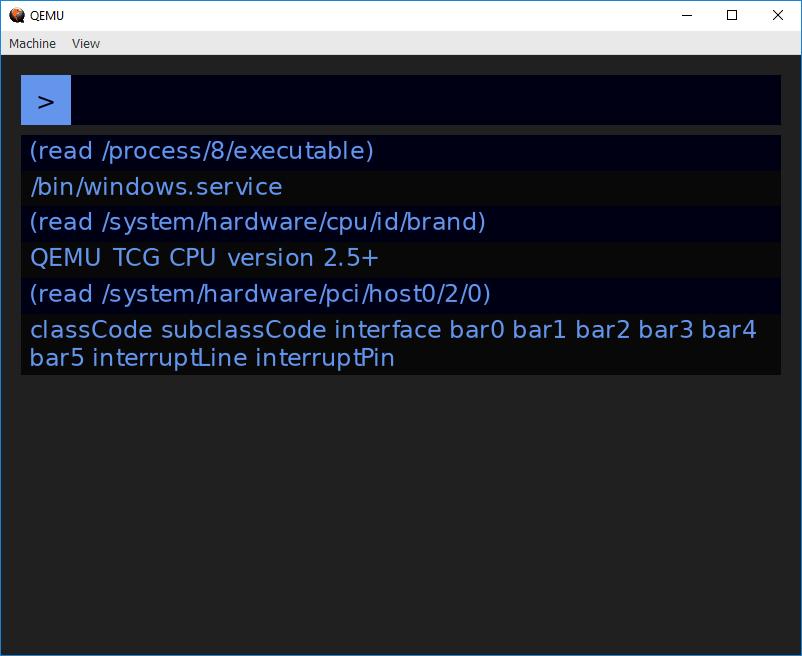 QEMU
Machine View
>
(read /process/8/executable)
/bin/windows.service
(read /system/hardware/cpu/id/brand)
QEMU TCG CPU version 2.5+
(read /system/hardware/pci/host0/2/0)
classCode subclassCode interface bar0 bar1 bar2 bar3 bar4
bar5 interruptLine interruptPin